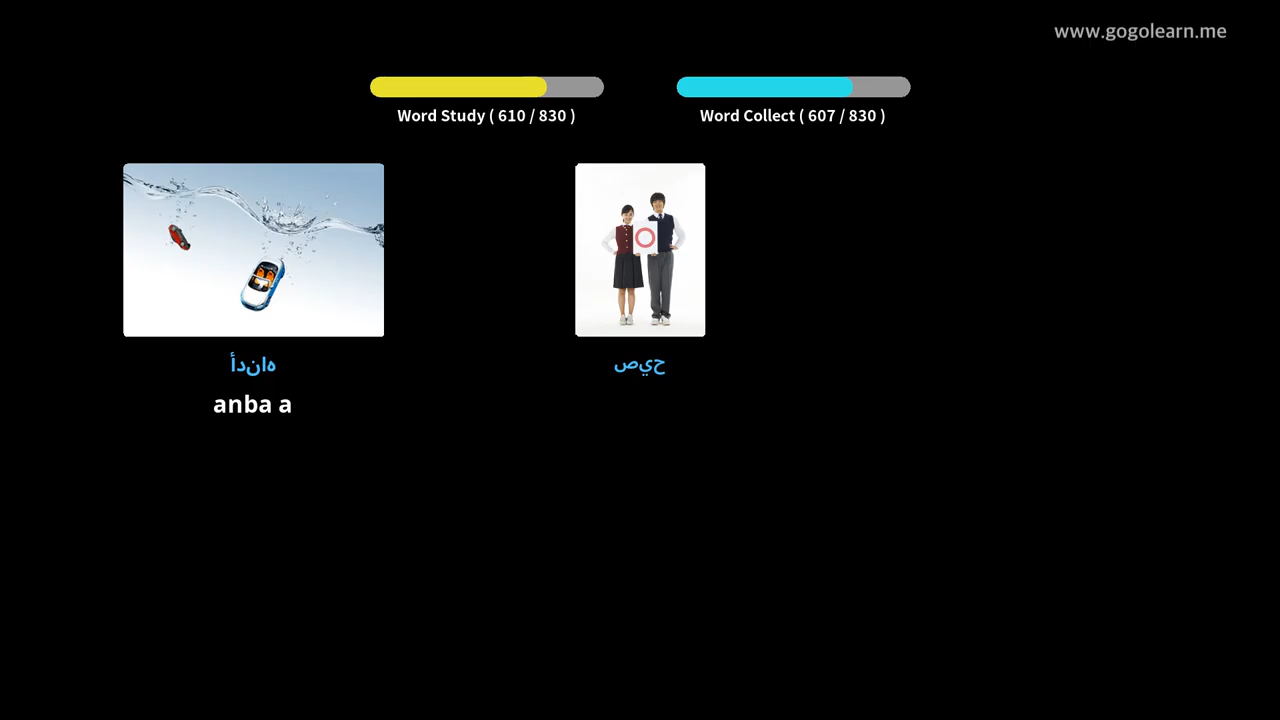 www.gogolearn.me
Word Study ( 610 / 830 )
Word Collect ( 607 / 830 )
هاندأ
حيص
anba a